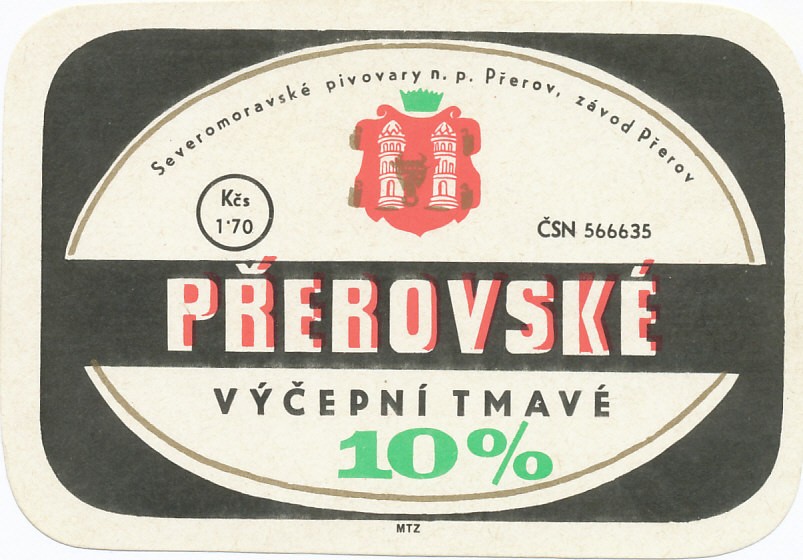 Severomoravské pivovary n. p. Přerov, závod Přerov
Kčs
1·70
ČSN 566635
PŘEROVSKÉ
VÝČEPNÍ TMAVÉ
10%
MTZ